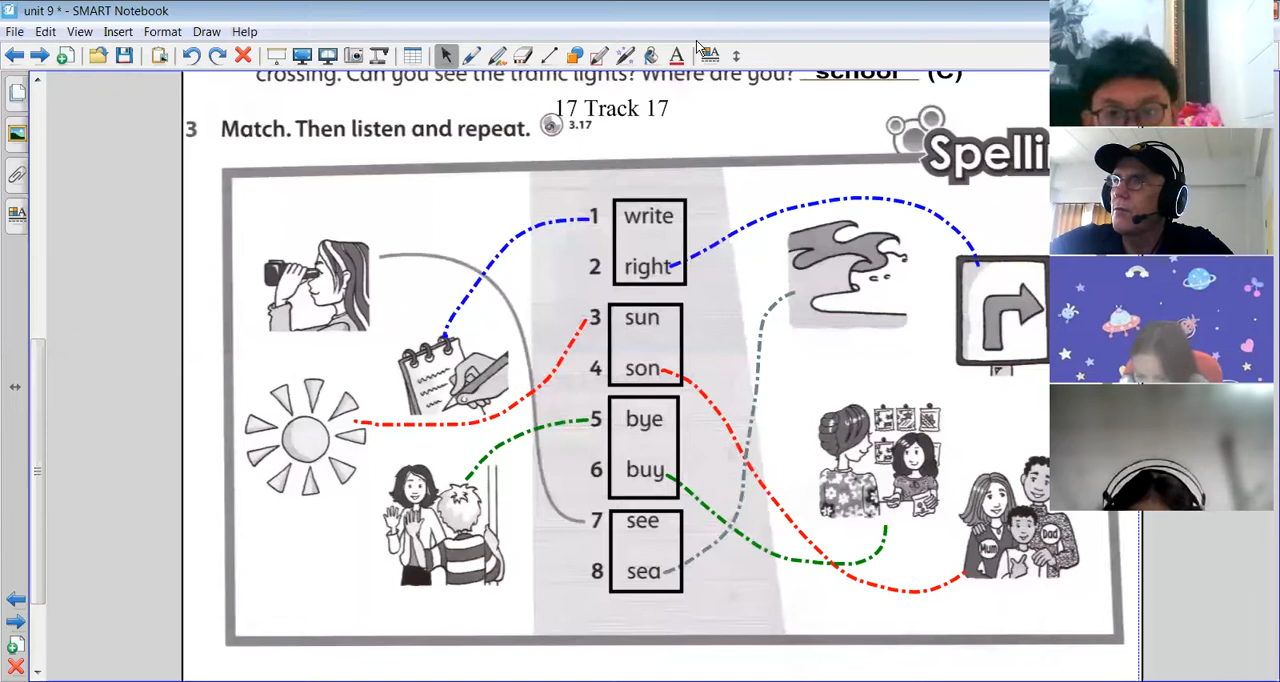 unit 9 * - SMART Notebook
File Edit View Insert Format Draw Help
crossing. Can you see the traffic lights? Where are you? school (C)
17 Track 17
3 Match. Then listen and repeat. 3.17
Spelli
1 write
2 right
3 sun
4 son
5 bye
6 buy
7 see
8 sea
Mum
Dad